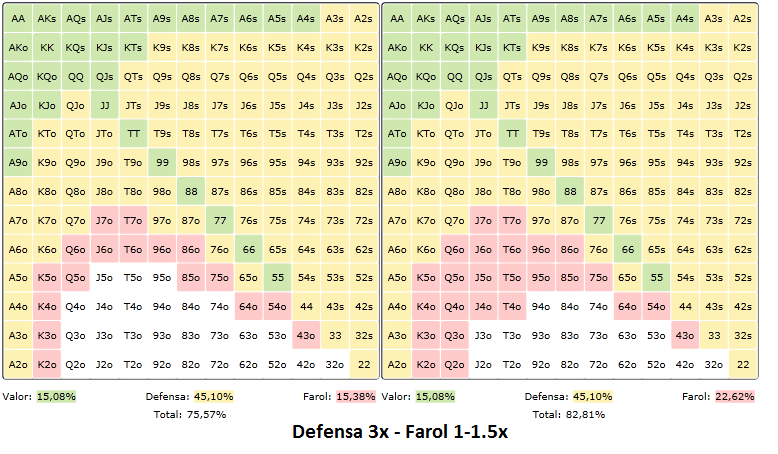 AA AKs AQs AJs ATs A9s A8s A7s A6s A5s A4s A3s A2s AA AKs AQs AJs ATs A9s A8s A7s A6s A5s A4s A3s A2s
AKo KK KQs KJs KTs K9s K8s K7s K6s K5s K4s K3s K2s AKo KK KQs KJs KTs K9s K8s K7s K6s K5s K4s K3s K2s
AQo KQo QQ QJs QTs Q9s Q8s Q7s Q6s Q5s Q4s Q3s Q2s AQo KQo QQ QJs QTs Q9s Q8s Q7s Q6s Q5s Q4s Q3s Q2s
AJo KJo QJo JJ JTs J9s J8s J7s J6s J5s J4s J3s J2s AJo KJo QJo JJ JTs J9s J8s J7s J6s J5s J4s J3s J2s
ATo KTo QTo JTo TT T9s T8s T7s T6s T5s T4s T3s T2s ATo KTo QTo JTo TT T9s T8s T7s T6s T5s T4s T3s T2s
A9o K9o Q9o J9o T9o 99 98s 97s 96s 95s 94s 93s 92s A9o K9o Q9o J9o T9o 99 98s 97s 96s 95s 94s 93s 92s
A8o K8o Q8o J8o T8o 98o 88 87s 86s 85s 84s 83s 82s A8o K8o Q8o J8o T8o 98o 88 87s 86s 85s 84s 83s 82s
A7o K7o Q7o J7o T7o 97o 87o 77 76s 75s 74s 73s 72s A7o K7o Q7o J7o T7o 97o 87o 77 76s 75s 74s 73s 72s
A6o K6o Q6o J6o T6o 96o 86o 76o 66 65s 64s 63s 62s A6o K6o Q6o J6o T6o 96o 86o 76o 66 65s 64s 63s 62s
A5o K5o Q5o J5o T5o 95o 85o 75o 65o 55 54s 53s 52s A5o K5o Q5o J5o T5o 95o 85o 75o 65o 55 54s 53s 52s
A4o K4o Q4o J4o T4o 94o 84o 74o 64o 54o 44 43s 42s A4o K4o Q4o J4o T4o 94o 84o 74o 64o 54o 44 43s 42s
A3o K3o Q3o J3o T3o 93o 83o 73o 63o 53o 43o 33 32s A3o K3o Q3o J3o T3o 93o 83o 73o 63o 53o 43o 33 32s
A2o K2o Q2o J2o T2o 92o 82o 72o 62o 52o 42o 32o 22 A2o K2o Q2o J2o T2o 92o 82o 72o 62o 52o 42o 32o 22
Valor: 15,08% Defensa: 45,10% Farol: 15,38% Valor: 15,08% Defensa: 45,10% Farol: 22,62%
Total: 75,57% Total: 82,81%
Defensa 3x - Farol 1-1.5x